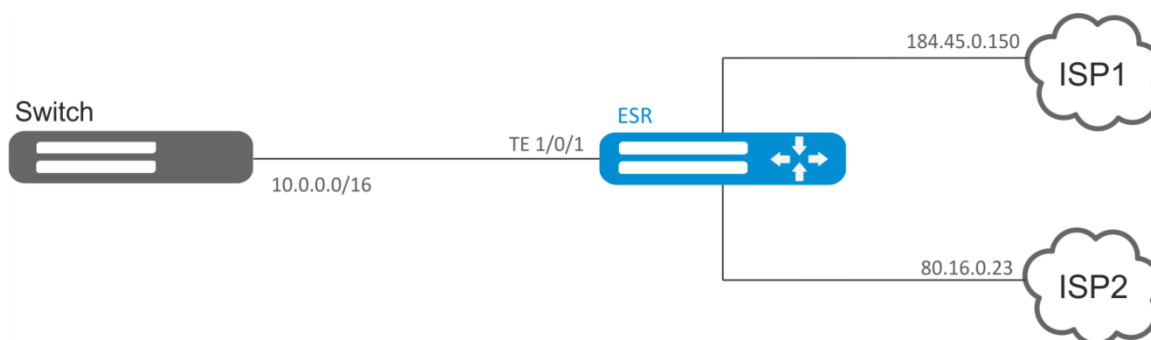 184.45.0.150
ISP1
Switch
ESR
TE 1/0/1
10.0.0.0/16
80.16.0.23
ISP2